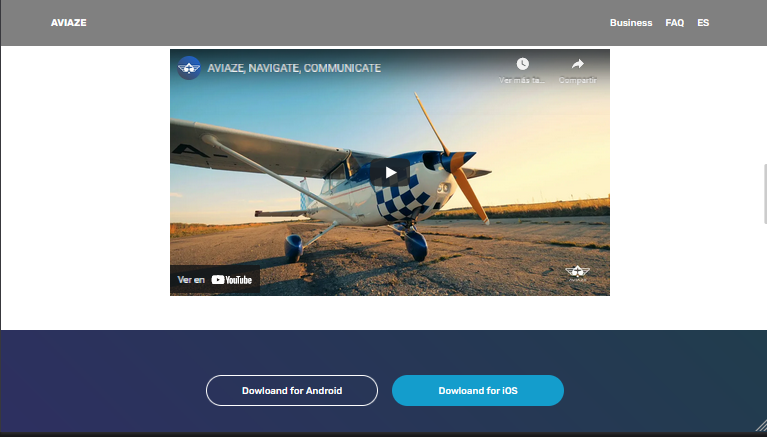 AVIAZE
Business FAQ ES
AVIAZE, NAVIGATE, COMMUNICATE
Ver más ta...
Compartir
A-
AVIAZE
Ver en YouTube
Dowloand for Android
Dowloand for iOS